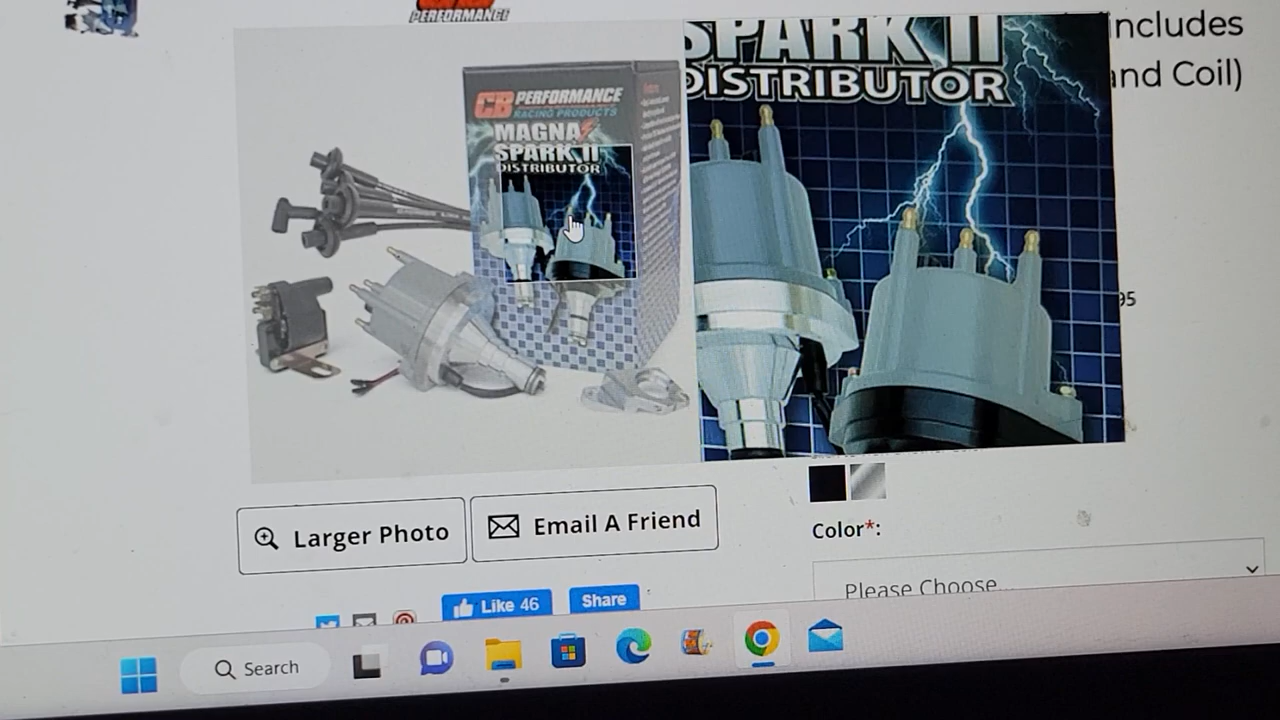 PERFORMANCE
includes
and Coil)
SPARK II
DISTRIBUTOR
CB PERFORMANCE
RACING PRODUCTS
MAGNA
SPARK II
DISTRIBUTOR
95
Larger Photo
Email A Friend
Color*:
Please Choose...
Like 46
Share
Search